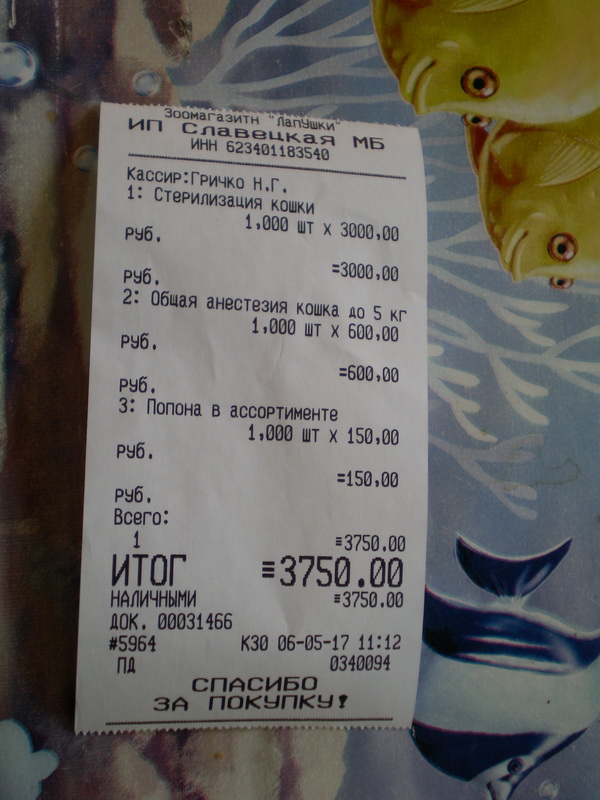 Зоомагазитн "ЛапУшки"
ИП Славецкая МБ
ИНН 623401183540
Кассир:Гричко Н.Г.
1: Стерилизация кошки
1,000 шт X 3000,00
руб.
=3000,00
руб.
2: Общая анестезия кошка до 5 кг
1,000 шт X 600,00
руб.
=600,00
руб.
3: Попона в ассортименте
1,000 шт X 150,00
руб.
=150,00
руб.
Всего:
1 ≡3750.00
ИТОГ ≡3750.00
НАЛИЧНЫМИ ≡3750.00
ДОК. 00031466
#5964 К30 06-05-17 11:12
ПД 0340094
СПАСИБО
ЗА ПОКУПКУ!